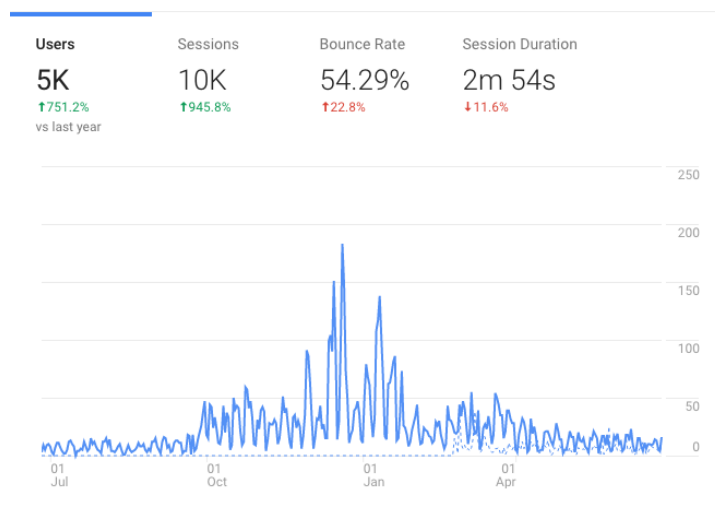 Users
Sessions
Bounce Rate
Session Duration
5K
10K
54.29%
2m 54s
↑751.2%
↑945.8%
↑22.8%
↓11.6%
vs last year
250
200
150
100
50
0
01
Jul
01
Oct
01
Jan
01
Apr